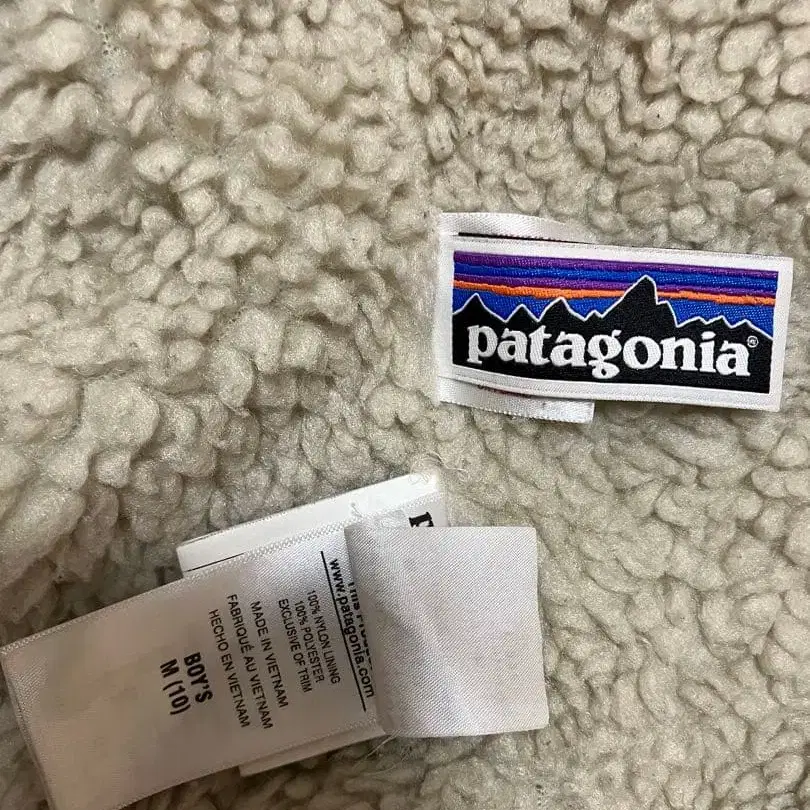 patagonia®
www.patagonia.com
100% NYLON LINING
100% POLYESTER
EXCLUSIVE OF TRIM
MADE IN VIETNAM
FABRIQUÉ AU VIETNAM
HECHO EN VIETNAM
BOY'S
M (10)